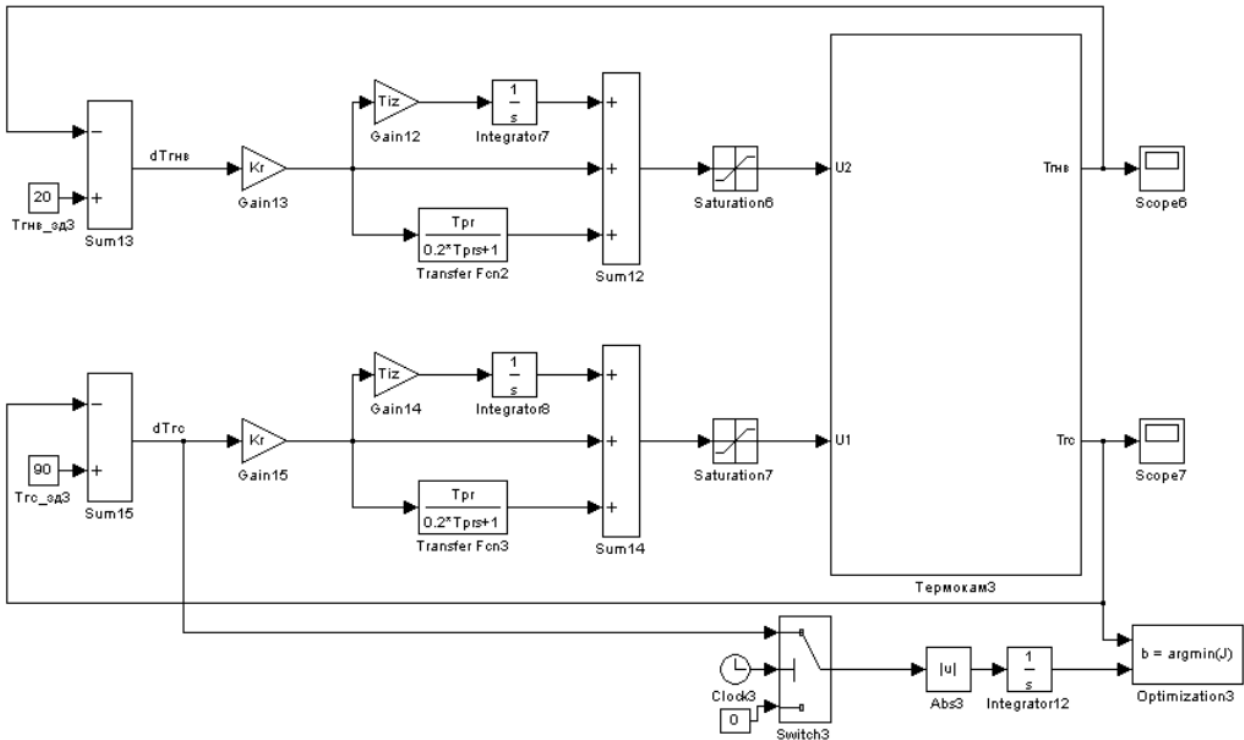 Tiz
1
s
+
Gain12
Integrator7
−
dTгнв
Kr
+
U2
Tгнв
Gain13
Saturation6
Scope6
20
+
Tгнв_зд3
Sum13
Tpr
0.2*Tprs+1
+
Transfer Fcn2
Sum12
Tiz
1
s
+
Gain14
Integrator8
−
dTгс
Kr
+
U1
Tгс
Gain15
Saturation7
Scope7
90
+
Tгс_зд3
Sum15
Tpr
0.2*Tprs+1
+
Transfer Fcn3
Sum14
Термокам3
Clock3
0
Switch3
|u|
Abs3
1
s
Integrator12
b = argmin(J)
Optimization3